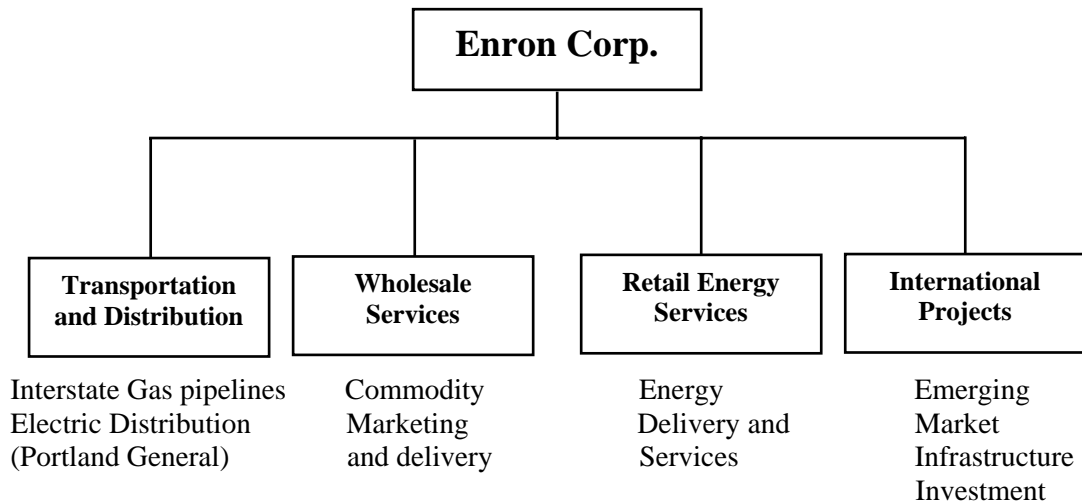 Enron Corp.
Transportation
and Distribution
Wholesale
Services
Retail Energy
Services
International
Projects
Interstate Gas pipelines
Electric Distribution
(Portland General)
Commodity
Marketing
and delivery
Energy
Delivery and
Services
Emerging
Market
Infrastructure
Investment